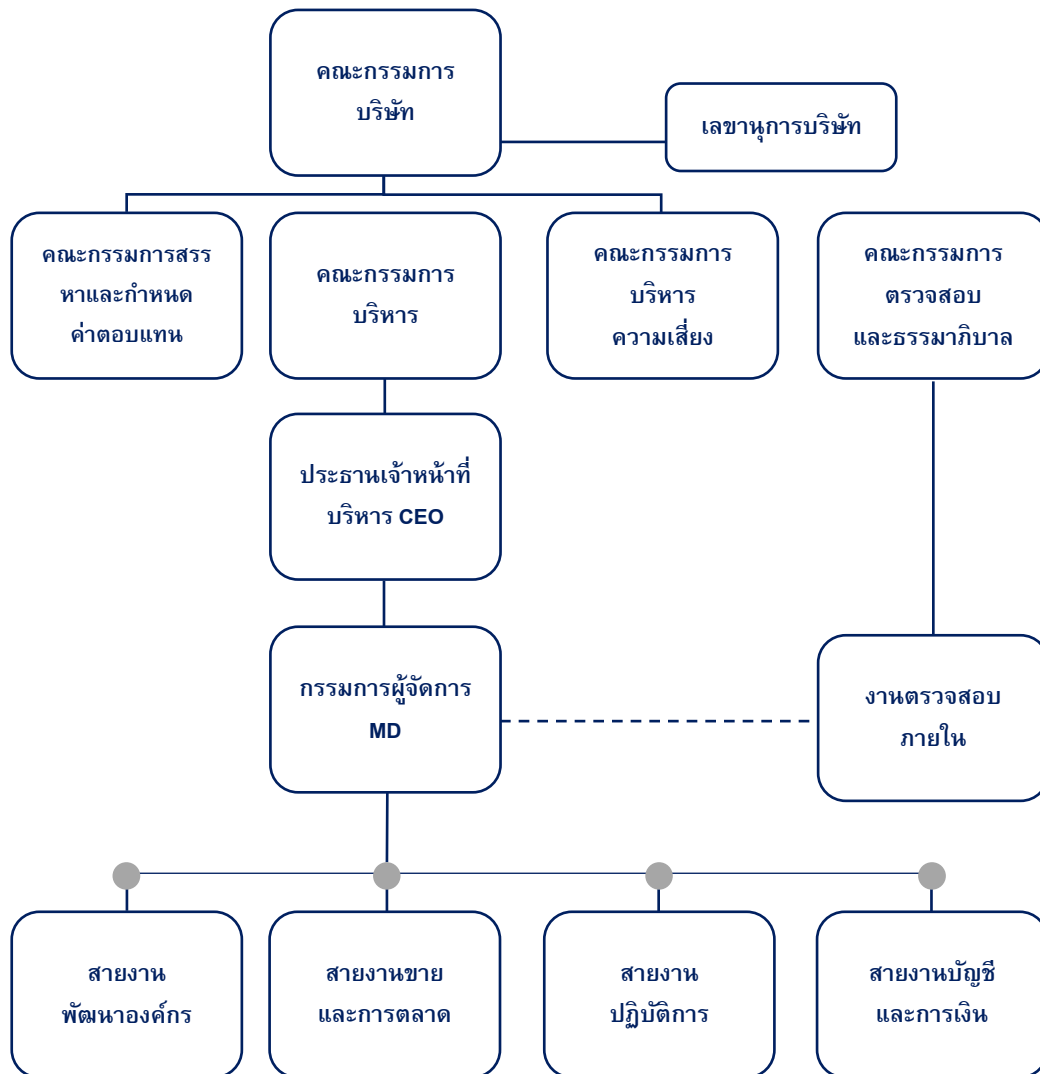 คณะกรรมการ
บริษัท
เลขานุการบริษัท
คณะกรรมการสรร
หาและกำหนด
ค่าตอบแทน
คณะกรรมการ
บริหาร
คณะกรรมการ
บริหาร
ความเสี่ยง
คณะกรรมการ
ตรวจสอบ
และธรรมาภิบาล
ประธานเจ้าหน้าที่
บริหาร CEO
กรรมการผู้จัดการ
MD
งานตรวจสอบ
ภายใน
สายงาน
พัฒนาองค์กร
สายงานขาย
และการตลาด
สายงาน
ปฏิบัติการ
สายงานบัญชี
และการเงิน